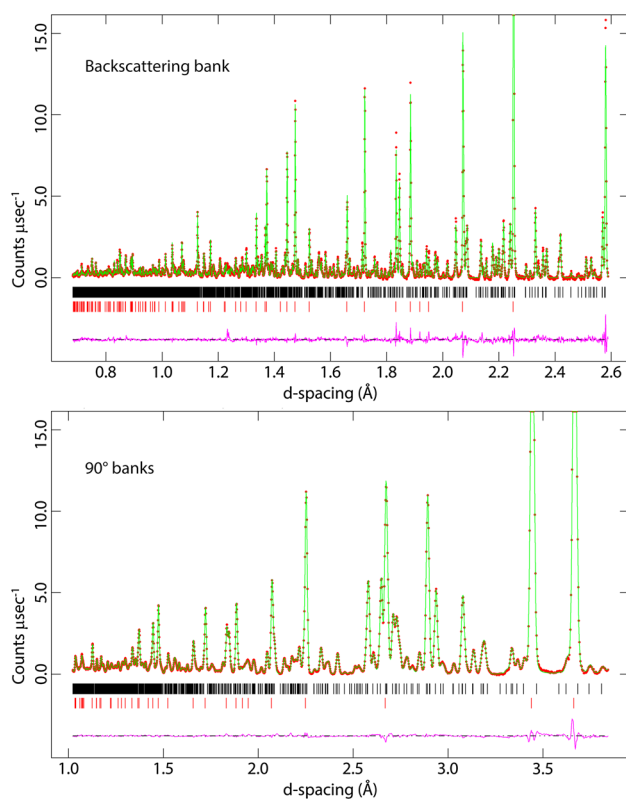 15.0
Backscattering bank
10.0
Counts μsec⁻¹
5.0
0.0
0.8 1.0 1.2 1.4 1.6 1.8 2.0 2.2 2.4 2.6
d-spacing (Å)
15.0
90° banks
10.0
Counts μsec⁻¹
5.0
0.0
1.0 1.5 2.0 2.5 3.0 3.5
d-spacing (Å)